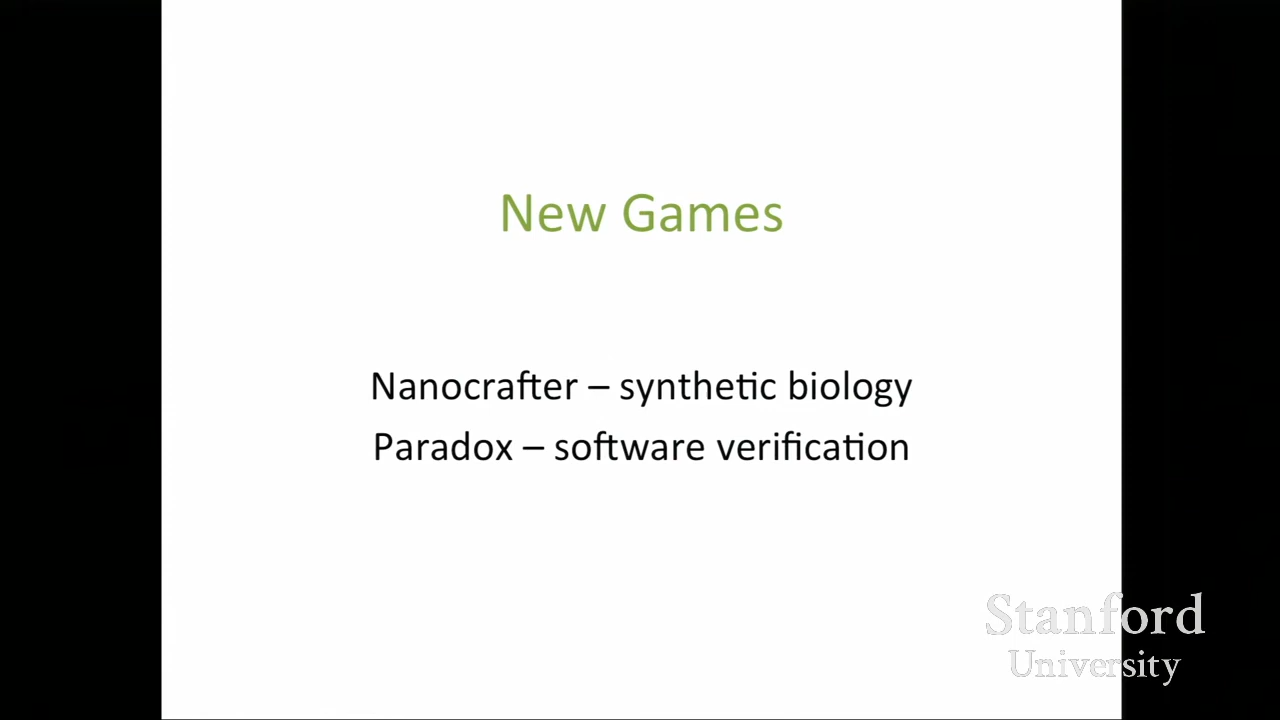 New Games
Nanocrafter – synthetic biology
Paradox – software verification
Stanford
University